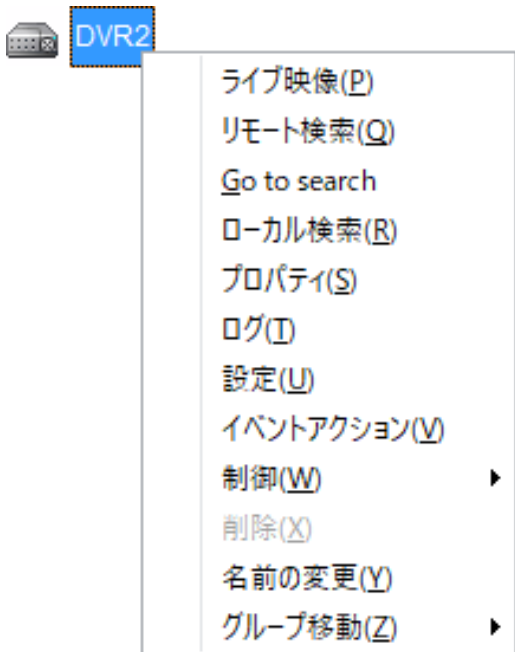 DVR2
ライブ映像(P)
リモート検索(Q)
Go to search
ローカル検索(R)
プロパティ(S)
ログ(T)
設定(U)
イベントアクション(V)
制御(W)
削除(X)
名前の変更(Y)
グループ移動(Z)